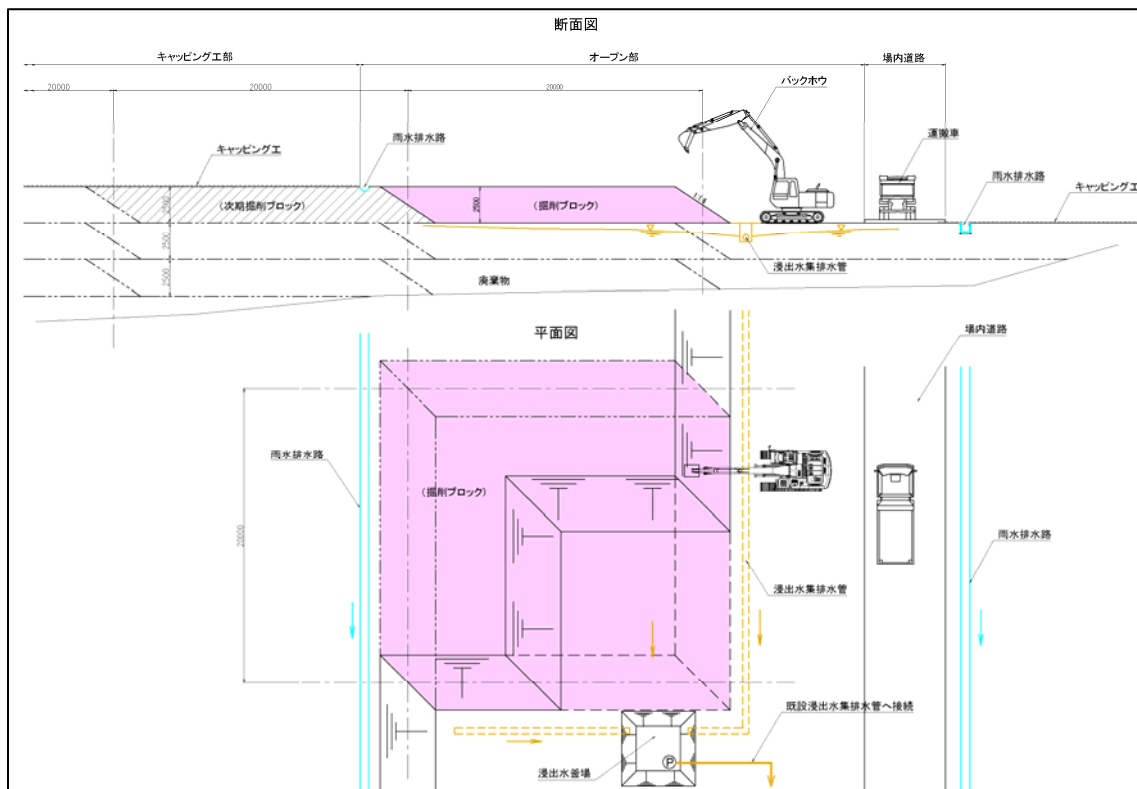 断面図
キャッピング工部
オープン部
場内道路
20000
20000
20000
バックホウ
運搬車
雨水排水路
キャッピング工
雨水排水路
キャッピング工
(次期掘削ブロック)
2500
2500
(掘削ブロック)
2500
2500
浸出水集排水管
廃棄物
平面図
場内道路
雨水排水路
(掘削ブロック)
20000
雨水排水路
浸出水集排水管
既設浸出水集排水管へ接続
浸出水釜場
P